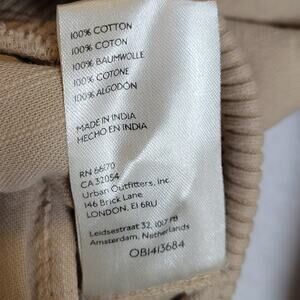 100% COTTON
100% COTON
100% BAUMWOLLE
100% COTONE
100% ALGODÓN
MADE IN INDIA
HECHO EN INDIA
RN 66170
CA 32054
Urban Outfitters, Inc.
146 Brick Lane
LONDON, E1 6RU
Leidsestraat 32, 1017 PB
Amsterdam, Netherlands
OB1413684